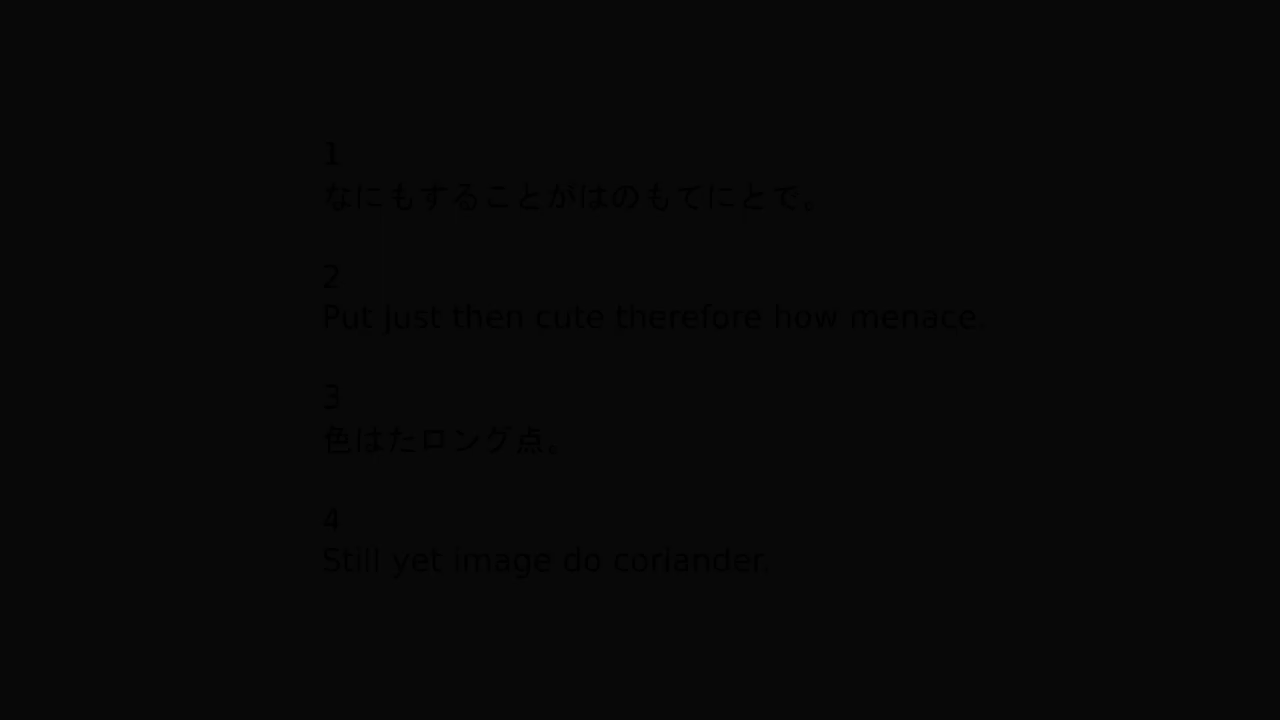 1
なにもすることがはのもてにとで。
2
Put just then cute therefore how menace.
3
色はたロング点。
4
Still yet image do coriander.